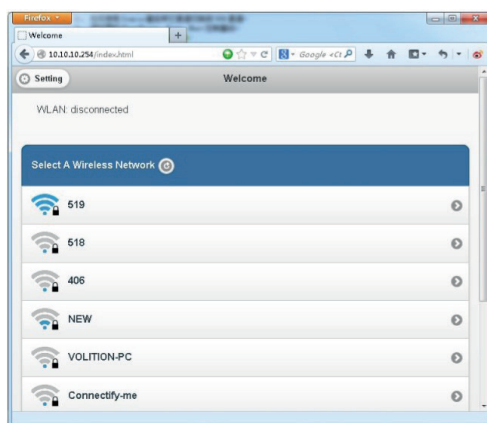 Firefox
Welcome
10.10.10.254/index.html
Google <Ct
Setting
Welcome
WLAN: disconnected
Select A Wireless Network
519
518
406
NEW
VOLITION-PC
Connectify-me